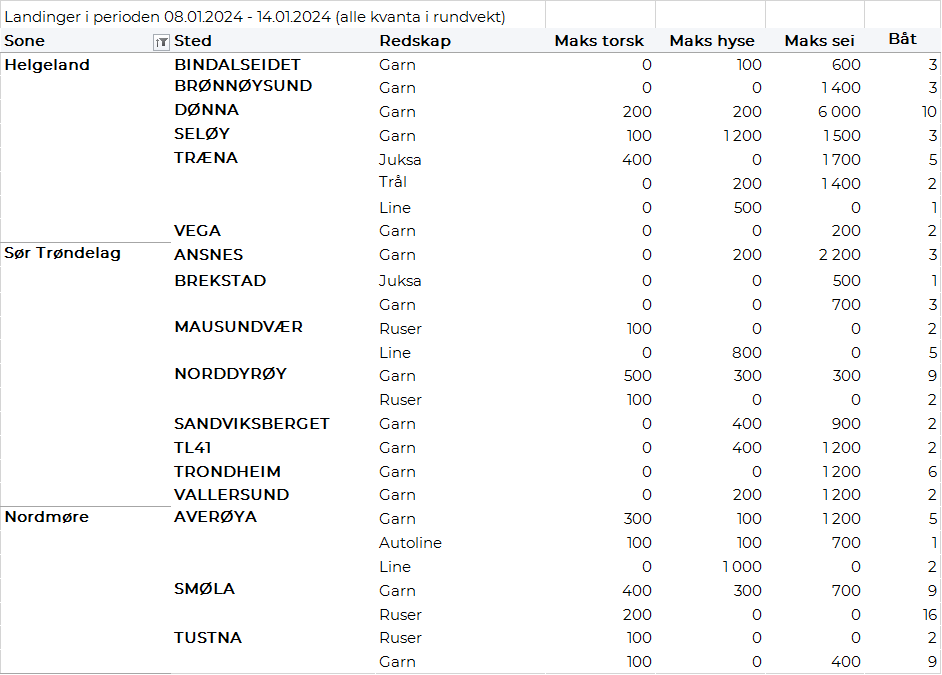 Landinger i perioden 08.01.2024 - 14.01.2024 (alle kvanta i rundvekt)
Sone Sted Redskap Maks torsk Maks hyse Maks sei Båt
Helgeland BINDALSEIDET Garn 0 100 600 3
BRØNNØYSUND Garn 0 0 1 400 3
DØNNA Garn 200 200 6 000 10
SELØY Garn 100 1 200 1 500 3
TRÆNA Juksa 400 0 1 700 5
Trål 0 200 1 400 2
Line 0 500 0 1
VEGA Garn 0 0 200 2
Sør Trøndelag ANSNES Garn 0 200 2 200 3
BREKSTAD Juksa 0 0 500 1
Garn 0 0 700 3
MAUSUNDVÆR Ruser 100 0 0 2
Line 0 800 0 5
NORDDYRØY Garn 500 300 300 9
Ruser 100 0 0 2
SANDVIKSBERGET Garn 0 400 900 2
TL41 Garn 0 400 1 200 2
TRONDHEIM Garn 0 0 1 200 6
VALLERSUND Garn 0 200 1 200 2
Nordmøre AVERØYA Garn 300 100 1 200 5
Autoline 100 100 700 1
Line 0 1 000 0 2
SMØLA Garn 400 300 700 9
Ruser 200 0 0 16
TUSTNA Ruser 100 0 0 2
Garn 100 0 400 9